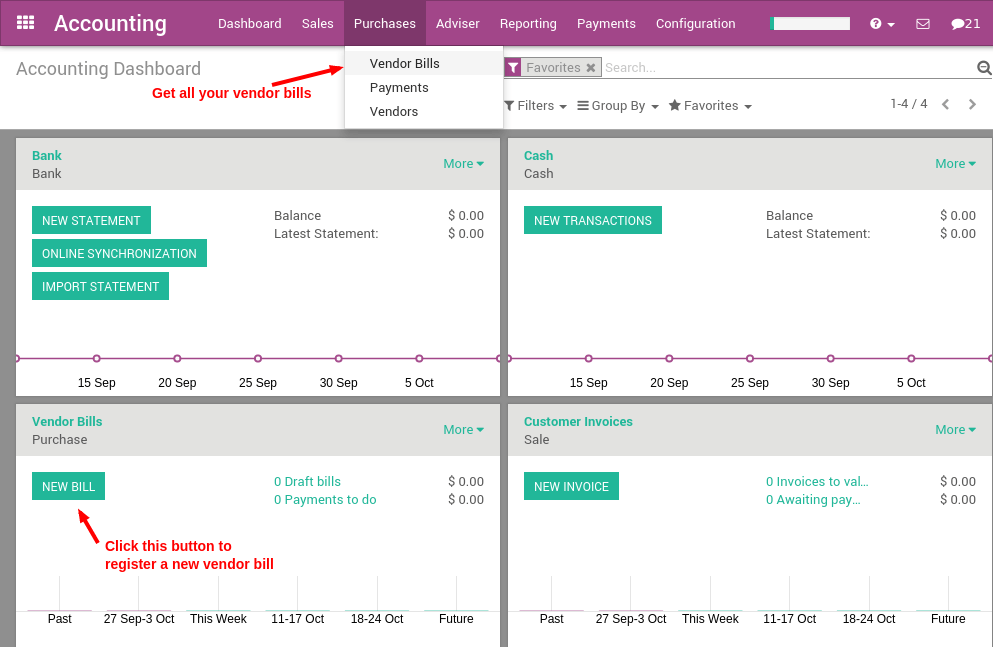 Accounting
Dashboard Sales Purchases Adviser Reporting Payments Configuration
21
Accounting Dashboard
Get all your vendor bills
Vendor Bills
Payments
Vendors
Favorites
Search...
Filters Group By Favorites
1-4 / 4
Bank
Bank
More
NEW STATEMENT
ONLINE SYNCHRONIZATION
IMPORT STATEMENT
Balance $ 0.00
Latest Statement: $ 0.00
15 Sep 20 Sep 25 Sep 30 Sep 5 Oct
Cash
Cash
More
NEW TRANSACTIONS
Balance $ 0.00
Latest Statement: $ 0.00
15 Sep 20 Sep 25 Sep 30 Sep 5 Oct
Vendor Bills
Purchase
More
NEW BILL
0 Draft bills $ 0.00
0 Payments to do $ 0.00
Click this button to
register a new vendor bill
Past 27 Sep-3 Oct This Week 11-17 Oct 18-24 Oct Future
Customer Invoices
Sale
More
NEW INVOICE
0 Invoices to val... $ 0.00
0 Awaiting pay... $ 0.00
Past 27 Sep-3 Oct This Week 11-17 Oct 18-24 Oct Future